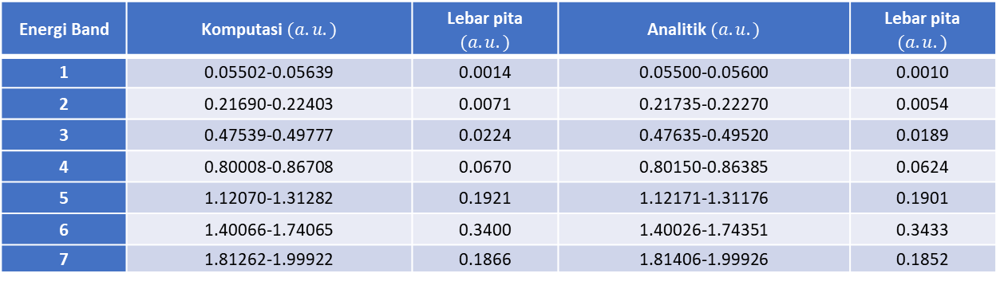 Energi Band Komputasi (a.u.) Lebar pita (a.u.) Analitik (a.u.) Lebar pita (a.u.)
1 0.05502-0.05639 0.0014 0.05500-0.05600 0.0010
2 0.21690-0.22403 0.0071 0.21735-0.22270 0.0054
3 0.47539-0.49777 0.0224 0.47635-0.49520 0.0189
4 0.80008-0.86708 0.0670 0.80150-0.86385 0.0624
5 1.12070-1.31282 0.1921 1.12171-1.31176 0.1901
6 1.40066-1.74065 0.3400 1.40026-1.74351 0.3433
7 1.81262-1.99922 0.1866 1.81406-1.99926 0.1852